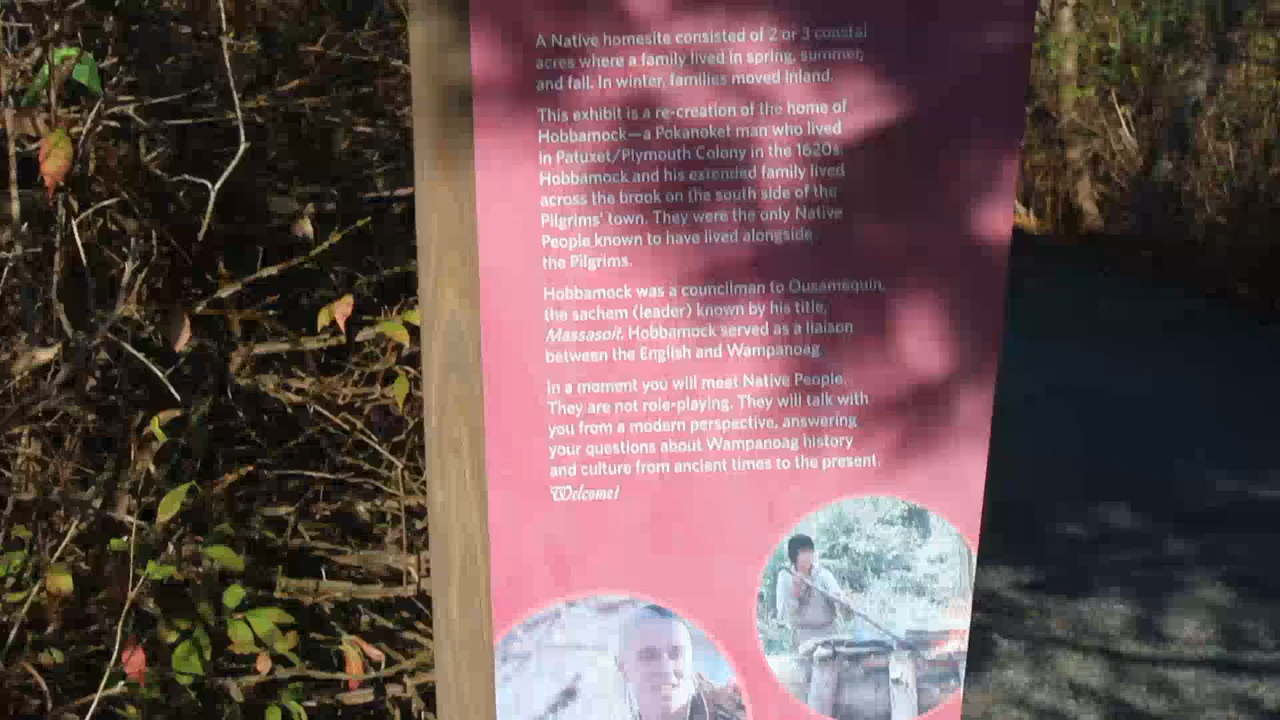 A Native homesite consisted of 2 or 3 coastal
acres where a family lived in spring, summer,
and fall. In winter, families moved inland.
This exhibit is a re-creation of the home of
Hobbamock—a Pokanoket man who lived
in Patuxet/Plymouth Colony in the 1620s.
Hobbamock and his extended family lived
across the brook on the south side of the
Pilgrims' town. They were the only Native
People known to have lived alongside
the Pilgrims.
Hobbamock was a councilman to Ousamequin,
the sachem (leader) known by his title,
Massasoit. Hobbamock served as a liaison
between the English and Wampanoag.
In a moment you will meet Native People.
They are not role-playing. They will talk with
you from a modern perspective, answering
your questions about Wampanoag history
and culture from ancient times to the present.
Welcome!